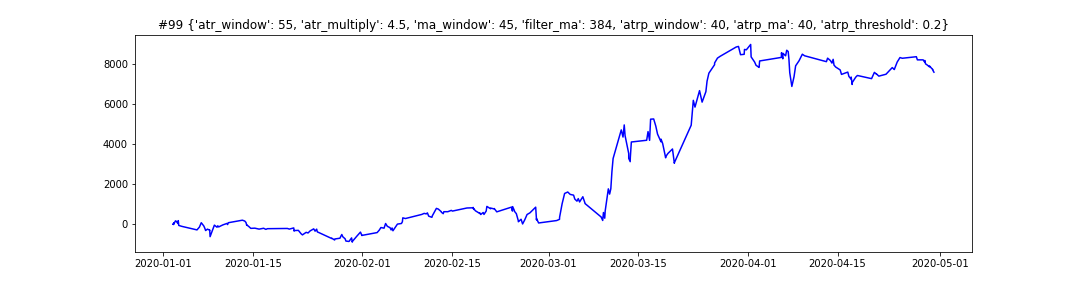 #99 {'atr_window': 55, 'atr_multiply': 4.5, 'ma_window': 45, 'filter_ma': 384, 'atrp_window': 40, 'atrp_ma': 40, 'atrp_threshold': 0.2}
8000
6000
4000
2000
0
2020-01-01 2020-01-15 2020-02-01 2020-02-15 2020-03-01 2020-03-15 2020-04-01 2020-04-15 2020-05-01